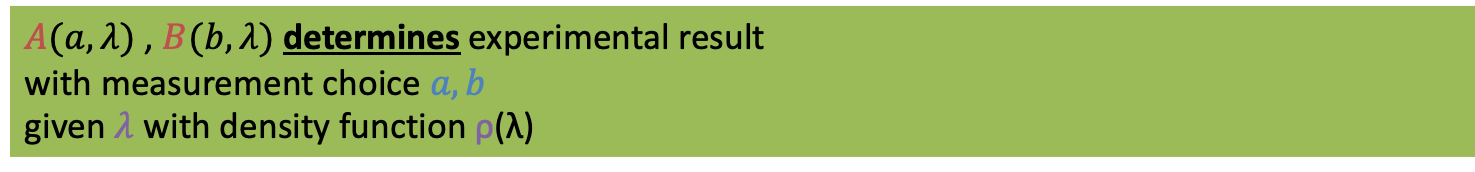 A(a, λ) , B(b, λ) determines experimental result
with measurement choice a, b
given λ with density function ρ(λ)